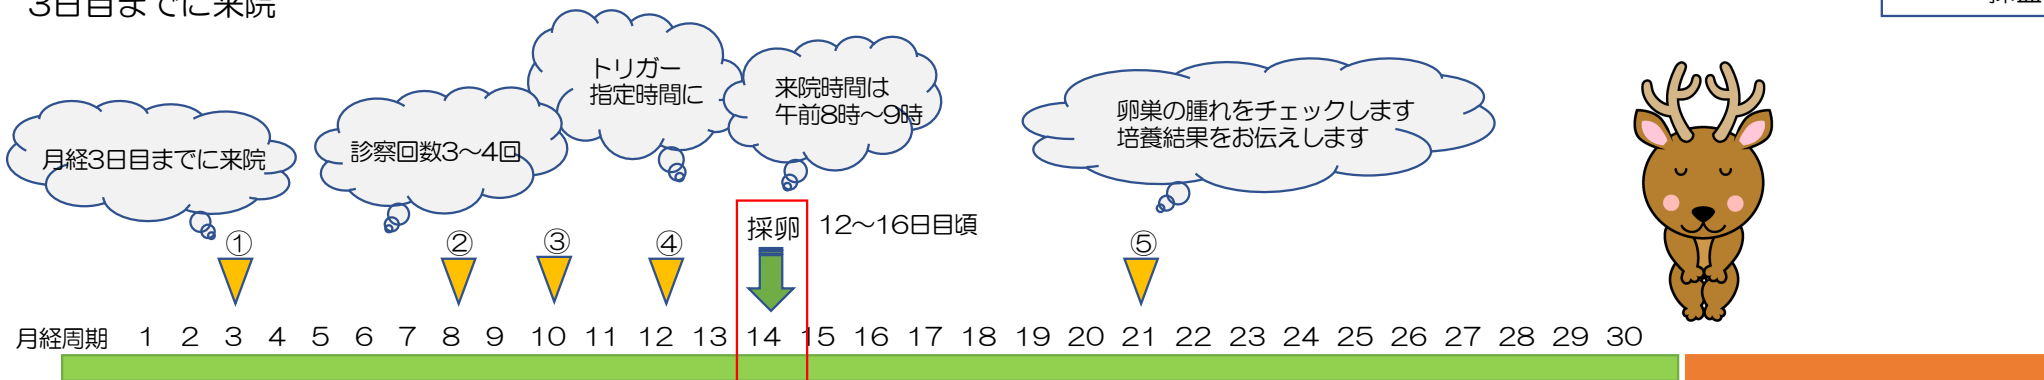 3日目までに来院
トリガー
指定時間に
来院時間は
午前8時～9時
卵巣の腫れをチェックします
培養結果をお伝えします
月経3日目までに来院
診察回数3～4回
採卵 12～16日目頃
① ② ③ ④ ⑤
月経周期 1 2 3 4 5 6 7 8 9 10 11 12 13 14 15 16 17 18 19 20 21 22 23 24 25 26 27 28 29 30